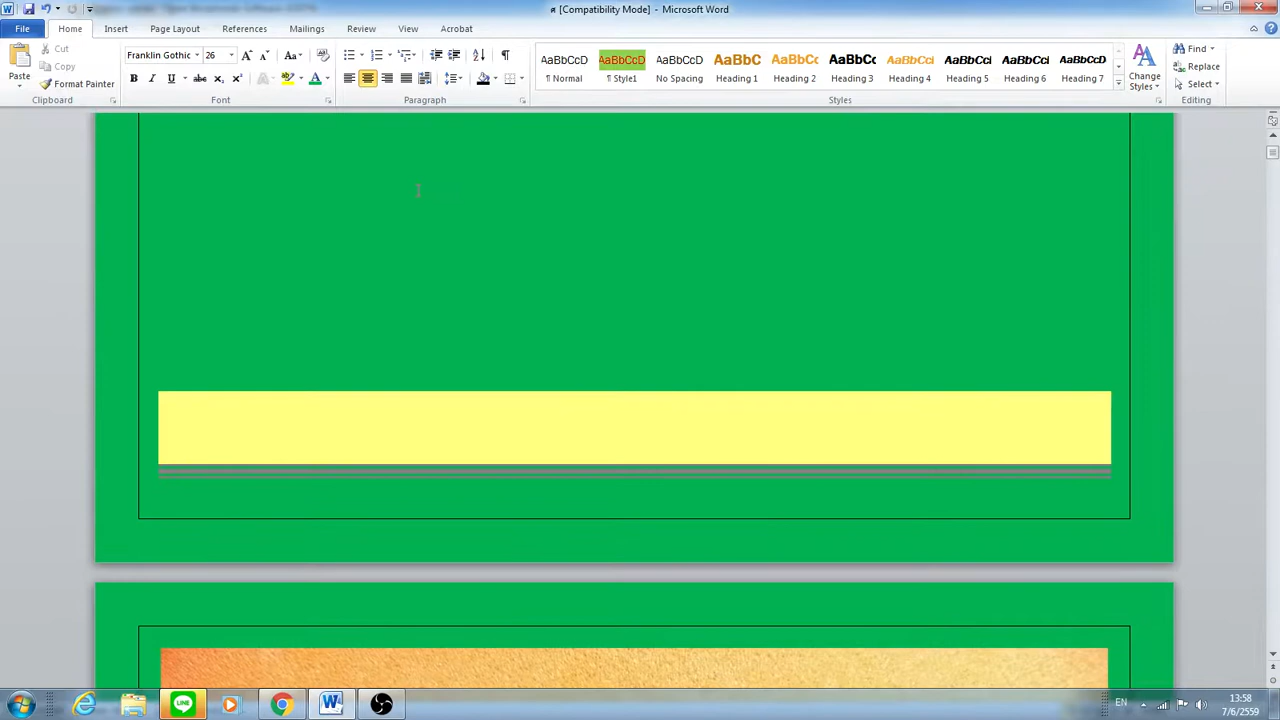 ศ [Compatibility Mode] - Microsoft Word
File Home Insert Page Layout References Mailings Review View Acrobat
Paste
Cut
Copy
Format Painter
Clipboard
Franklin Gothic 26
Font
Paragraph
AaBbCcD AaBbCcD AaBbCcD AaBbC AaBbCc AaBbCc AaBbCcD AaBbCci AaBbCci AaBbCcD
¶ Normal ¶ Style1 No Spacing Heading 1 Heading 2 Heading 3 Heading 4 Heading 5 Heading 6 Heading 7
Styles
Change
Styles
Find
Replace
Select
Editing
LINE
EN
13:58
7/6/2559